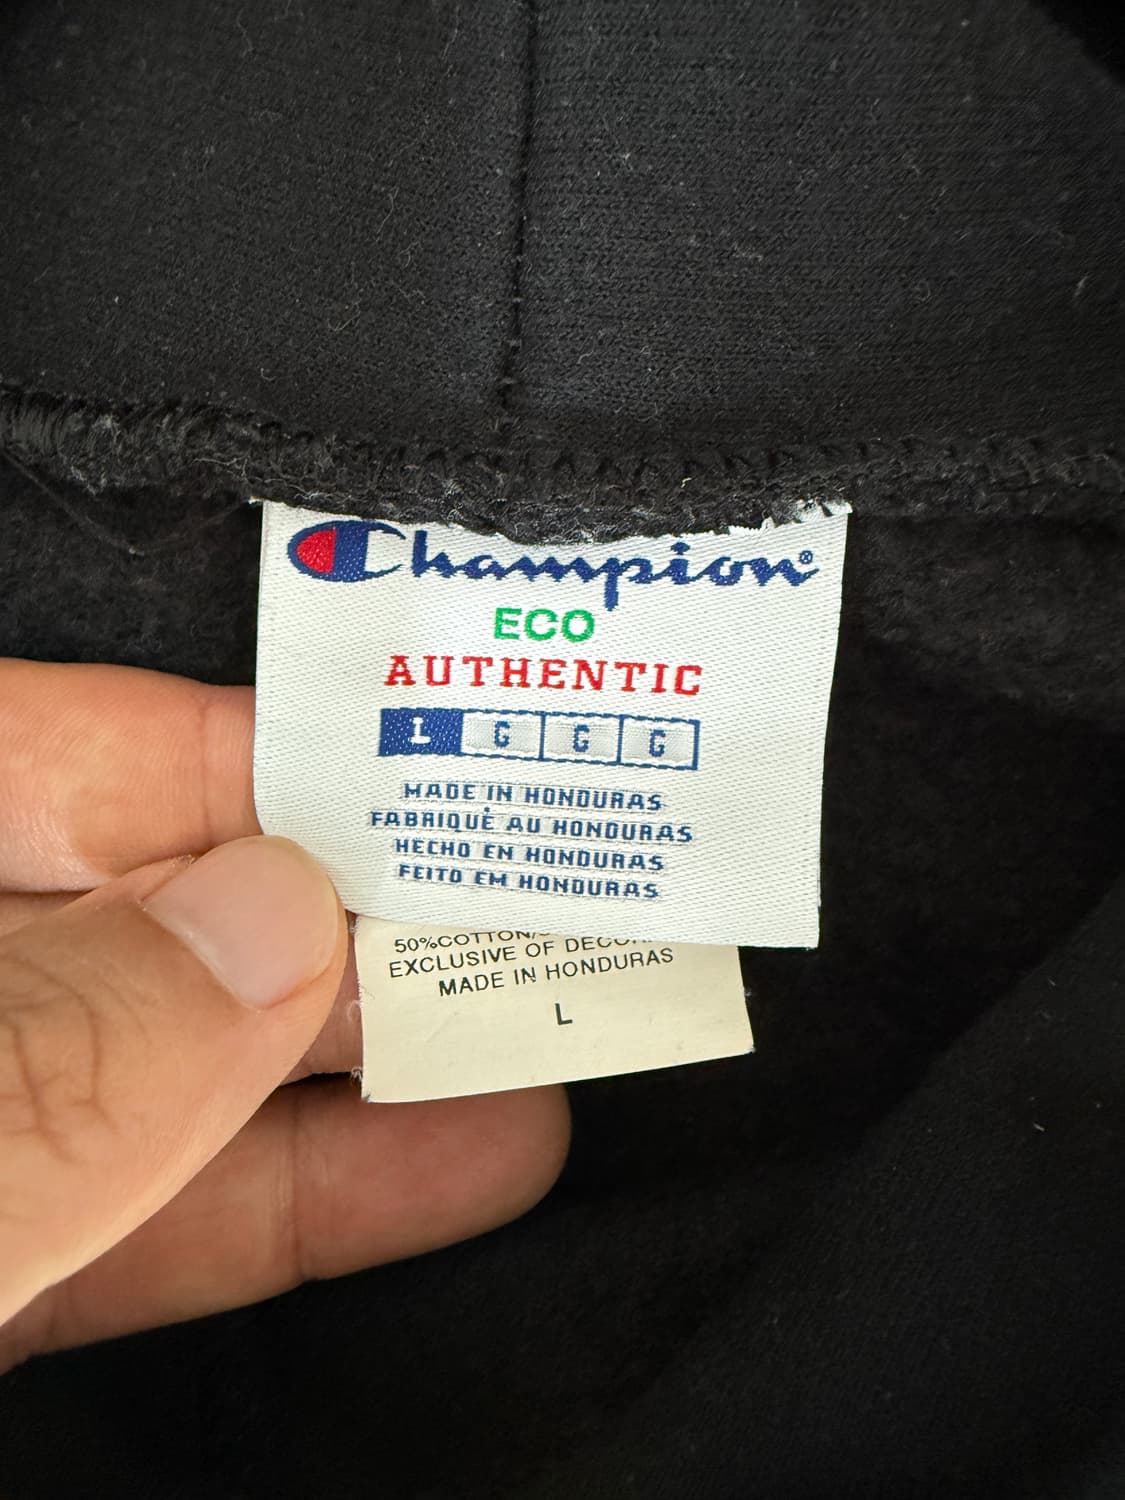 Champion®
ECO
AUTHENTIC
L G G G
MADE IN HONDURAS
FABRIQUÉ AU HONDURAS
HECHO EN HONDURAS
FEITO EM HONDURAS
50%COTTON/
EXCLUSIVE OF
MADE IN HONDURAS
L